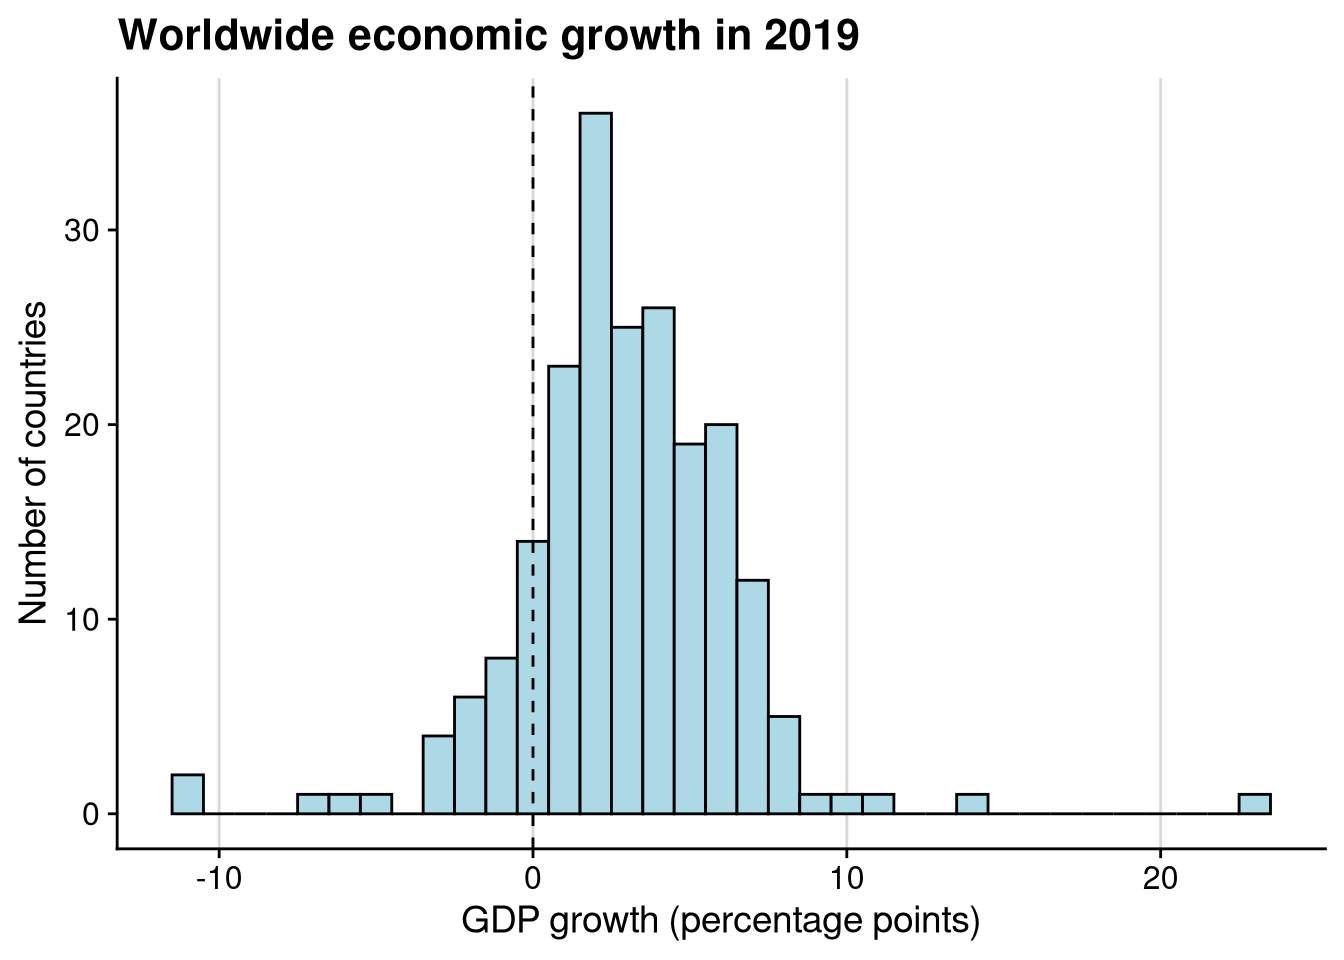 Worldwide economic growth in 2019
Number of countries
30
20
10
0
-10 0 10 20
GDP growth (percentage points)